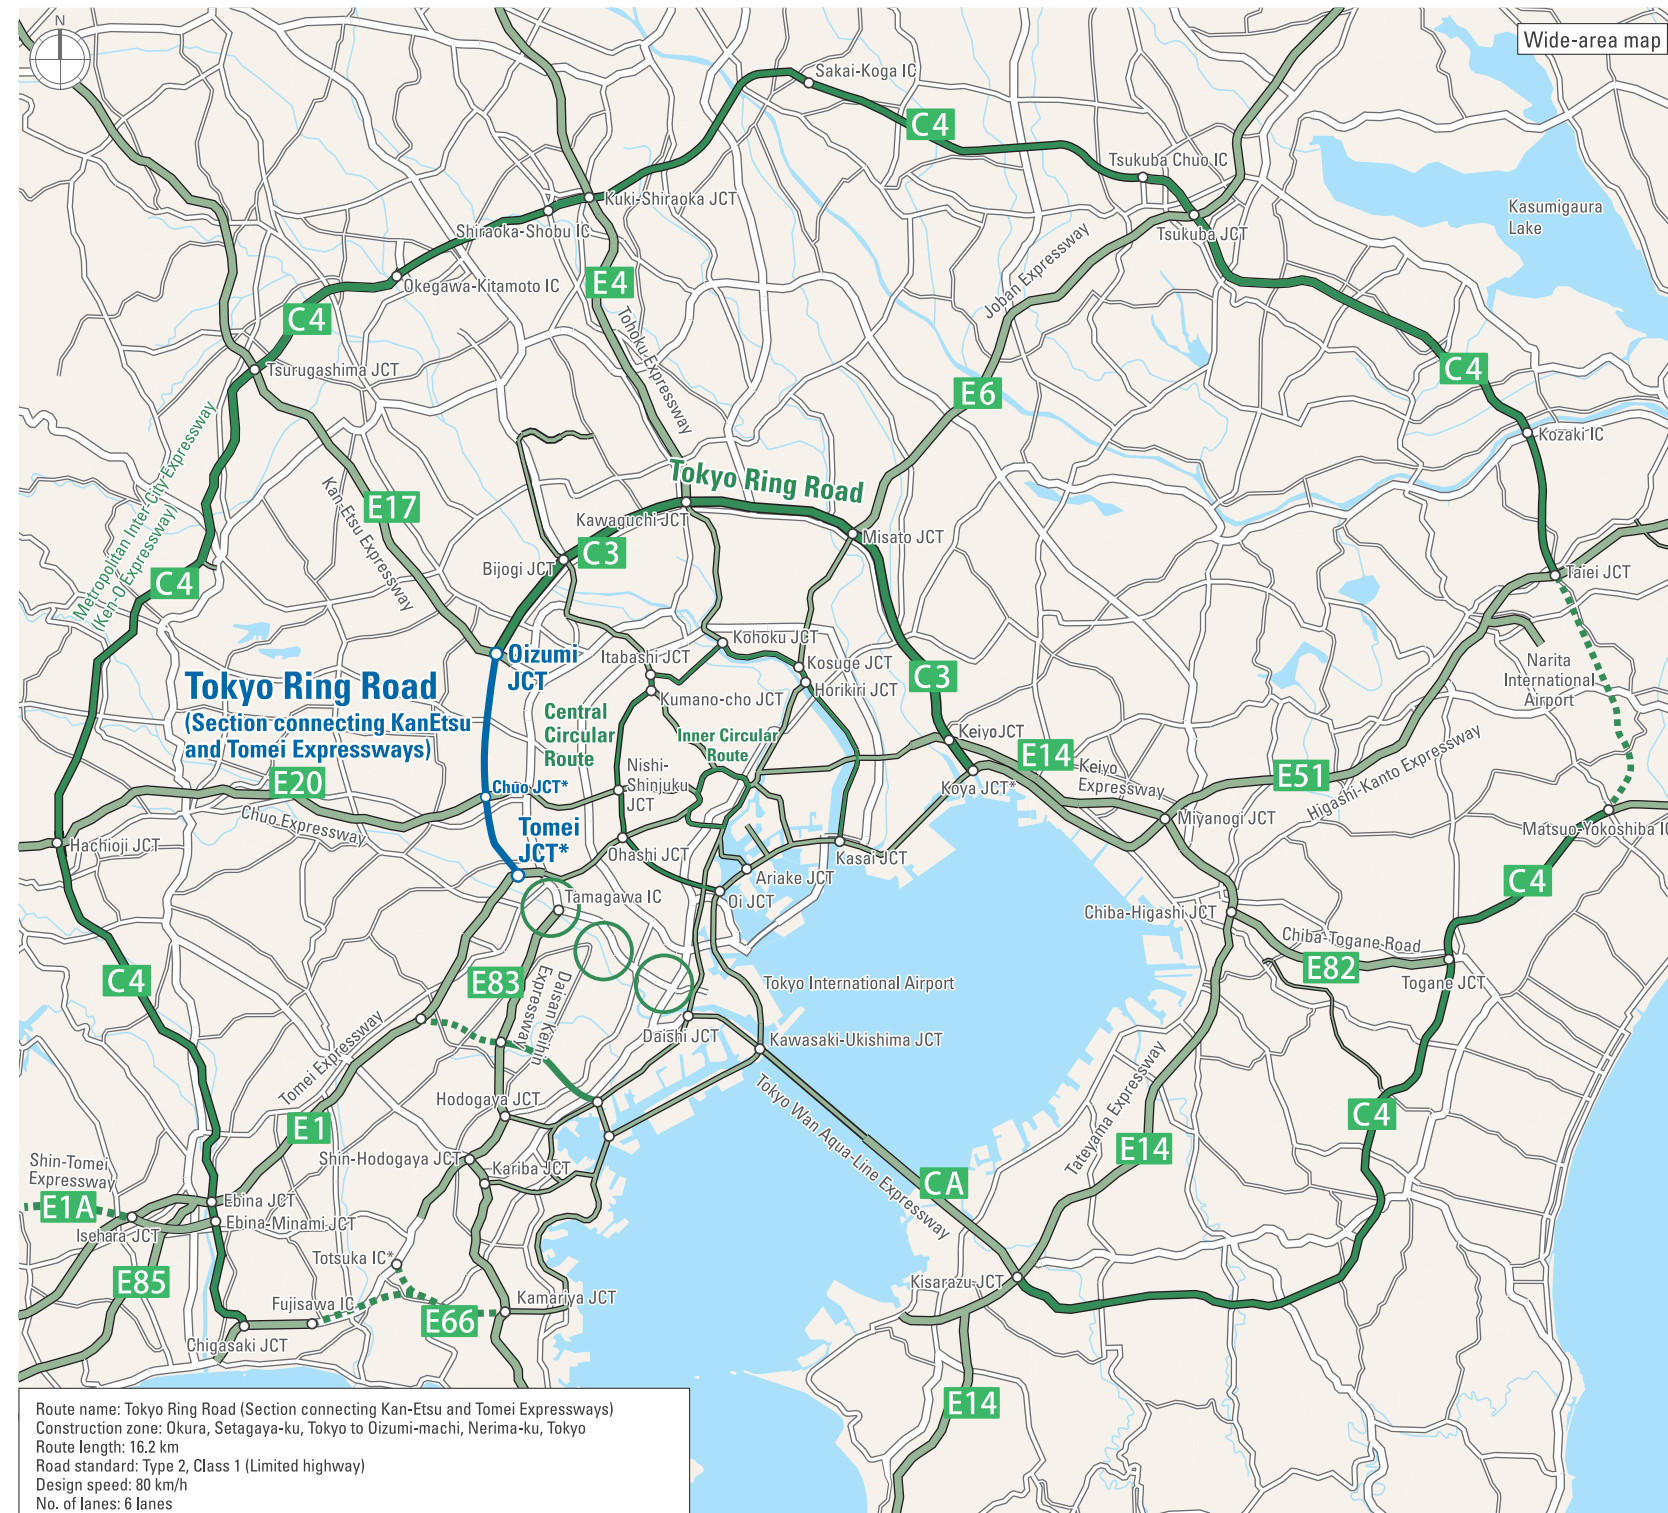 N
Wide-area map
Sakai-Koga IC
C4
Tsukuba Chuo IC
Kuki-Shiraoka JCT
Kasumigaura
Lake
Shiraoka-Shobu IC
Tsukuba JCT
Joban Expressway
Okegawa-Kitamoto IC
E4
C4
Tohoku-Expressway
Tsurugashima JCT
C4
E6
Metropolitan Inter-City Expressway
(Ken-O Expressway)
Kozaki IC
Tokyo Ring Road
Kan-Etsu Expressway
E17
Kawaguchi JCT
Misato JCT
C3
Bijogi JCT
C4
Taiei JCT
Kohoku JCT
Oizumi
JCT
Itabashi JCT
Kosuge JCT
Narita
International
Airport
C3
Horikiri JCT
Kumano-cho JCT
Tokyo Ring Road
(Section connecting KanEtsu
and Tomei Expressways)
Central
Circular
Route
Inner Circular
Route
KeiyoJCT
E14
Keiyo
Expressway
E51
Higashi-Kanto Expressway
E20
Chuo JCT*
Nishi-
Shinjuku
JCT
Koya JCT*
Chuo Expressway
Miyanogi JCT
Matsuo-Yokoshiba IC
Tomei
JCT*
Hachioji JCT
Ohashi JCT
Kasai JCT
Ariake JCT
C4
Tamagawa IC
Oi JCT
Chiba-Higashi JCT
Chiba-Togane Road
E82
C4
E83
Daisan Keihin
Expressway
Tokyo International Airport
Togane JCT
Tomei Expressway
Daishi JCT
Kawasaki-Ukishima JCT
Tokyo Wan Aqua-Line Expressway
Tateyama Expressway
Hodogaya JCT
C4
E1
E14
Shin-Tomei
Expressway
Shin-Hodogaya JCT
Kariba JCT
CA
E1A
Ebina JCT
Ebina-Minami-JCT
Isehara JCT
Totsuka IC*
E85
Kisarazu-JCT
Fujisawa IC
E66
Kamariya JCT
Chigasaki JCT
E14
Route name: Tokyo Ring Road (Section connecting Kan-Etsu and Tomei Expressways)
Construction zone: Okura, Setagaya-ku, Tokyo to Oizumi-machi, Nerima-ku, Tokyo
Route length: 16.2 km
Road standard: Type 2, Class 1 (Limited highway)
Design speed: 80 km/h
No. of lanes: 6 lanes